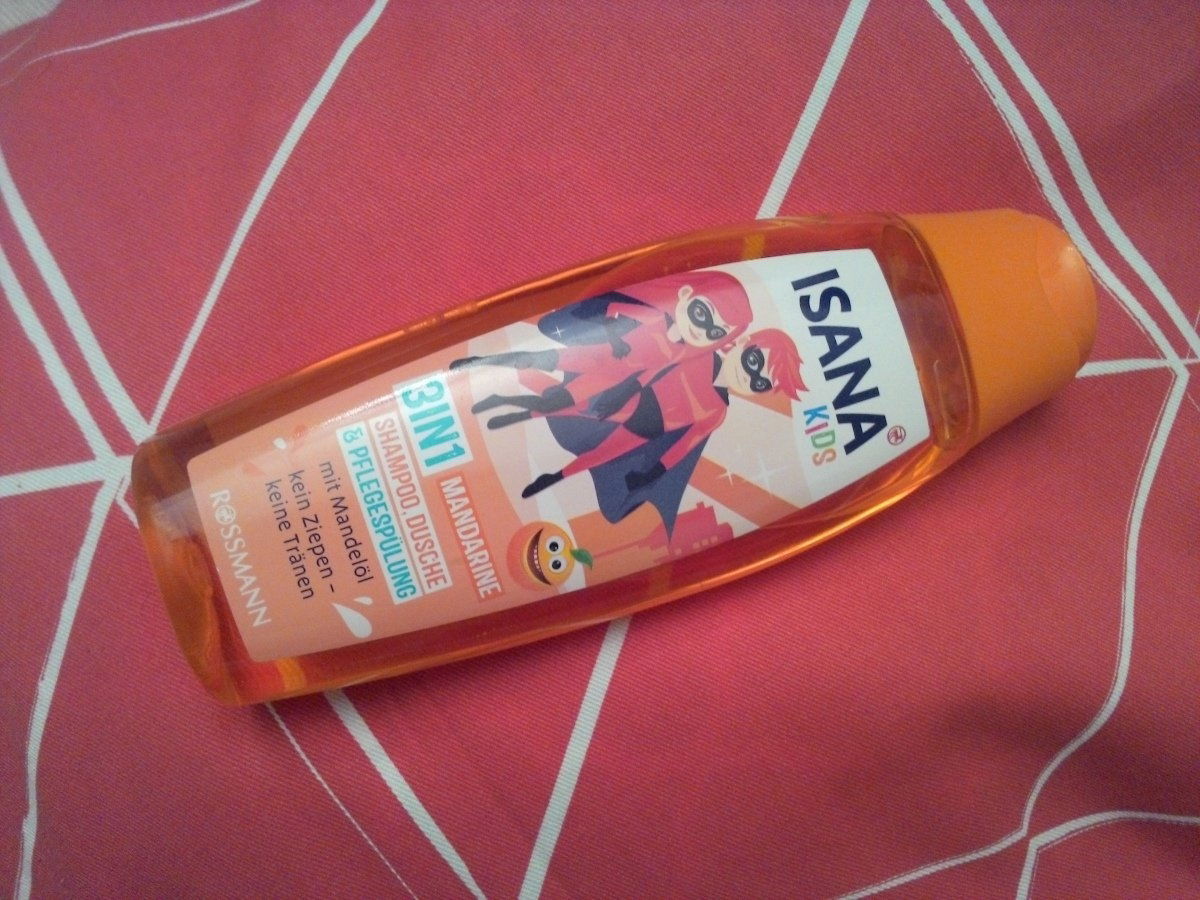 ISANA
KIDS
3IN1 MANDARINE
SHAMPOO, DUSCHE
& PFLEGESPÜLUNG
mit Mandelöl
kein Ziepen –
keine Tränen
ROSSMANN